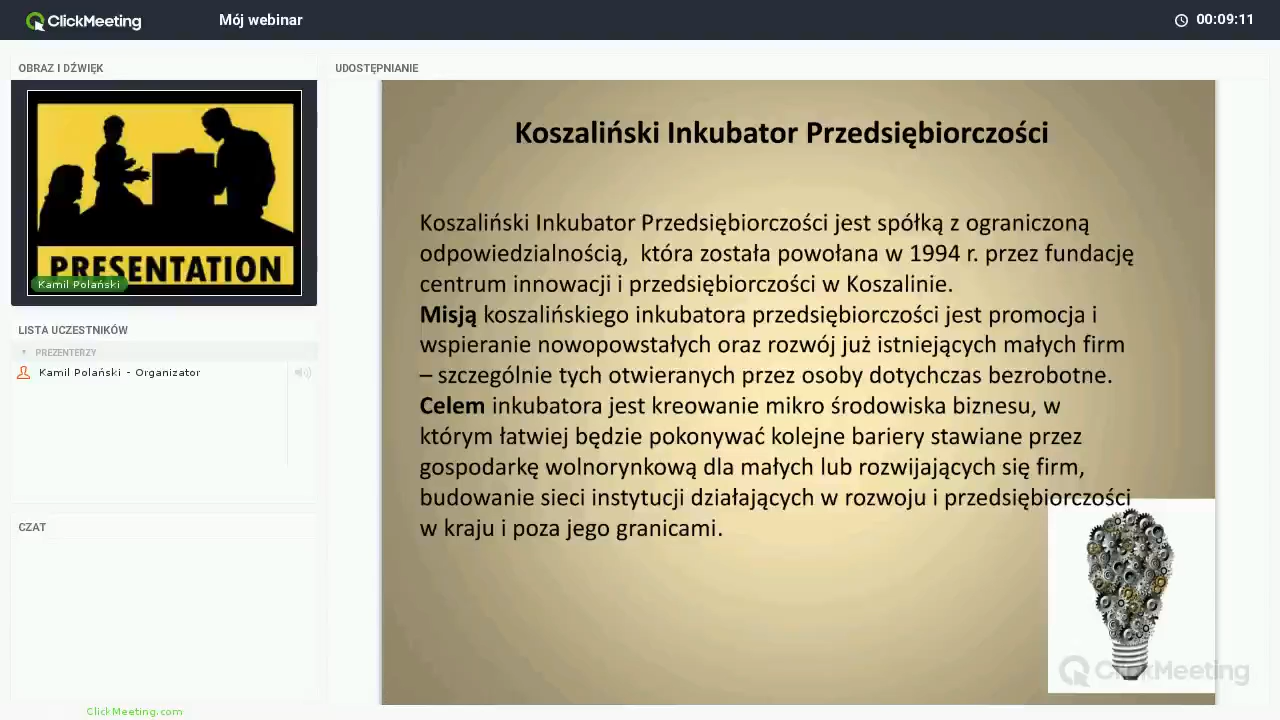 ClickMeeting
Mój webinar
00:09:11
OBRAZ I DŹWIĘK
PRESENTATION
Kamil Polański
LISTA UCZESTNIKÓW
PREZENTERZY
Kamil Polański - Organizator
CZAT
ClickMeeting.com
UDOSTĘPNIANIE
Koszaliński Inkubator Przedsiębiorczości
Koszaliński Inkubator Przedsiębiorczości jest spółką z ograniczoną
odpowiedzialnością, która została powołana w 1994 r. przez fundację
centrum innowacji i przedsiębiorczości w Koszalinie.
Misją koszalińskiego inkubatora przedsiębiorczości jest promocja i
wspieranie nowopowstałych oraz rozwój już istniejących małych firm
– szczególnie tych otwieranych przez osoby dotychczas bezrobotne.
Celem inkubatora jest kreowanie mikro środowiska biznesu, w
którym łatwiej będzie pokonywać kolejne bariery stawiane przez
gospodarkę wolnorynkową dla małych lub rozwijających się firm,
budowanie sieci instytucji działających w rozwoju i przedsiębiorczości
w kraju i poza jego granicami.
ClickMeeting